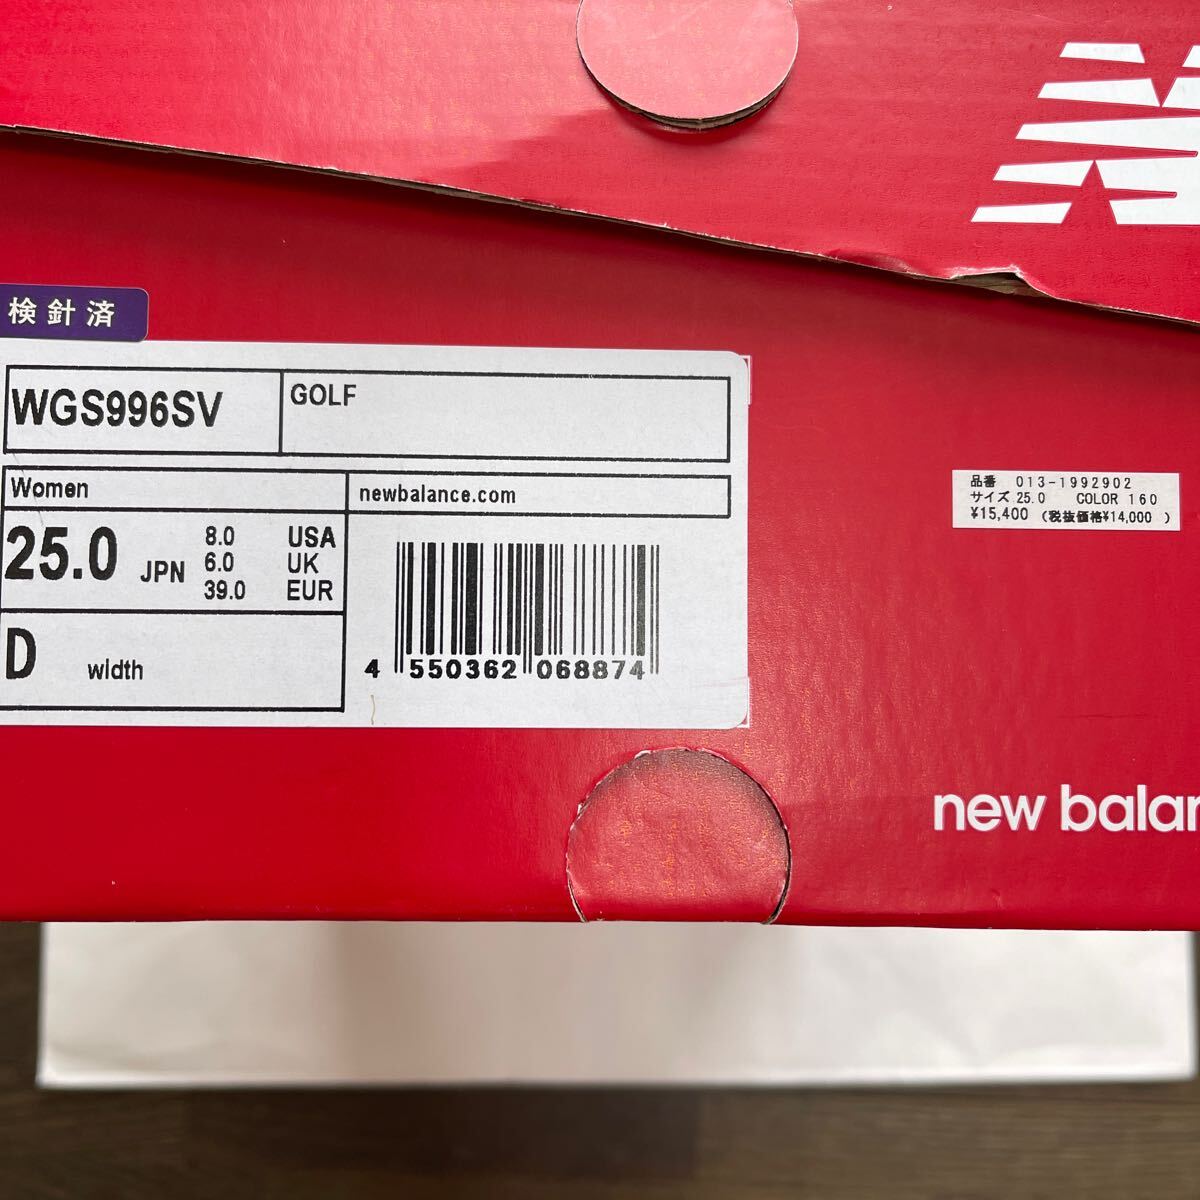 検針済
WGS996SV
GOLF
Women
newbalance.com
25.0 JPN
8.0 USA
6.0 UK
39.0 EUR
D width
4 550362 068874
品番 013-1992902
サイズ 25.0 COLOR 160
¥15,400 (税抜価格¥14,000 )
new balan